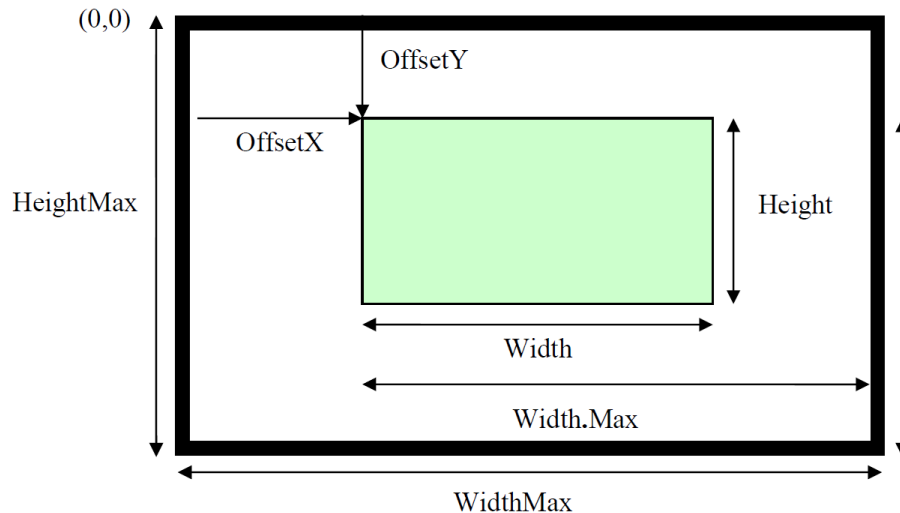 (0,0)
OffsetY
OffsetX
HeightMax
Height
Width
Width.Max
WidthMax